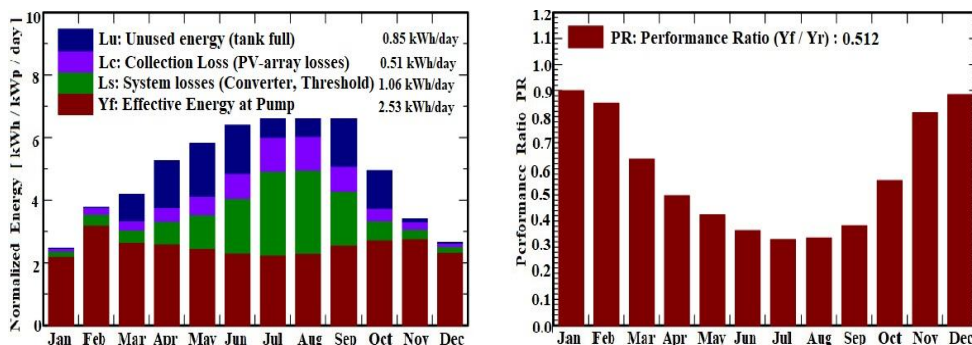 Normalized Energy [ kWh / kWp / day ]
10
8
6
4
2
0
Lu: Unused energy (tank full) 0.85 kWh/day
Lc: Collection Loss (PV-array losses) 0.51 kWh/day
Ls: System losses (Converter, Threshold) 1.06 kWh/day
Yf: Effective Energy at Pump 2.53 kWh/day
Jan Feb Mar Apr May Jun Jul Aug Sep Oct Nov Dec
Performance Ratio PR
1.2
1.1
1.0
0.9
0.8
0.7
0.6
0.5
0.4
0.3
0.2
0.1
0.0
PR: Performance Ratio (Yf / Yr) : 0.512
Jan Feb Mar Apr May Jun Jul Aug Sep Oct Nov Dec